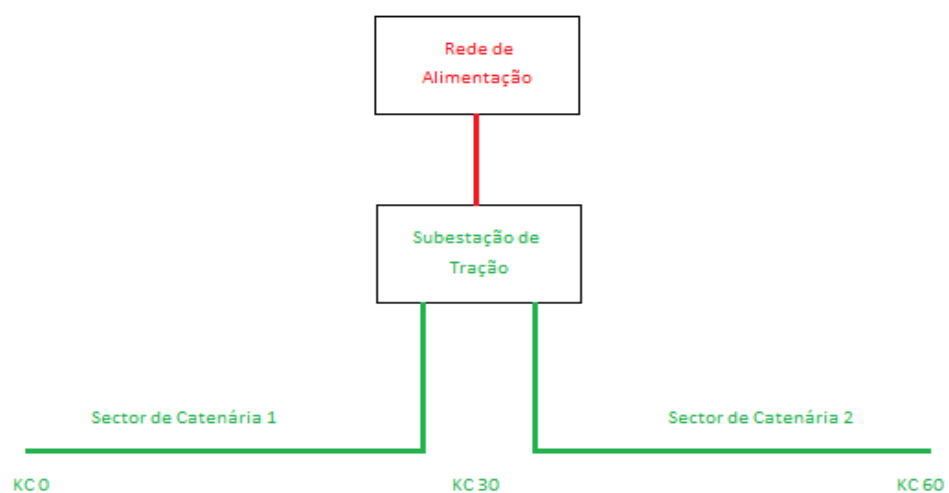 Rede de
Alimentação
Subestação de
Tração
Sector de Catenária 1
Sector de Catenária 2
KC 0
KC 30
KC 60